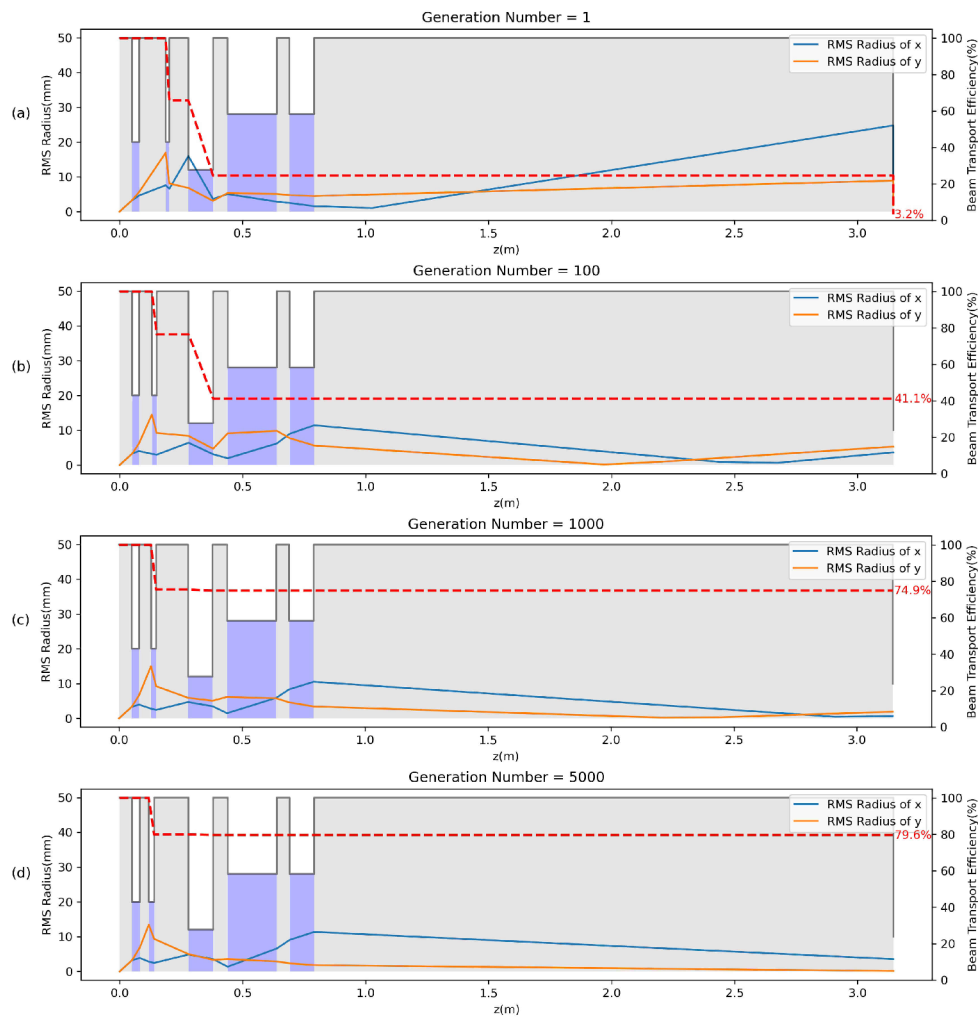 Generation Number = 1
(a)
RMS Radius(mm)
50
40
30
20
10
0
RMS Radius of x
RMS Radius of y
100
80
60
40
20
0
Beam Transport Efficiency(%)
3.2%
0.0 0.5 1.0 1.5 2.0 2.5 3.0
z(m)
Generation Number = 100
(b)
RMS Radius(mm)
50
40
30
20
10
0
RMS Radius of x
RMS Radius of y
100
80
60
40
20
0
Beam Transport Efficiency(%)
41.1%
0.0 0.5 1.0 1.5 2.0 2.5 3.0
z(m)
Generation Number = 1000
(c)
RMS Radius(mm)
50
40
30
20
10
0
RMS Radius of x
RMS Radius of y
100
80
60
40
20
0
Beam Transport Efficiency(%)
74.9%
0.0 0.5 1.0 1.5 2.0 2.5 3.0
z(m)
Generation Number = 5000
(d)
RMS Radius(mm)
50
40
30
20
10
0
RMS Radius of x
RMS Radius of y
100
80
60
40
20
0
Beam Transport Efficiency(%)
79.6%
0.0 0.5 1.0 1.5 2.0 2.5 3.0
z(m)